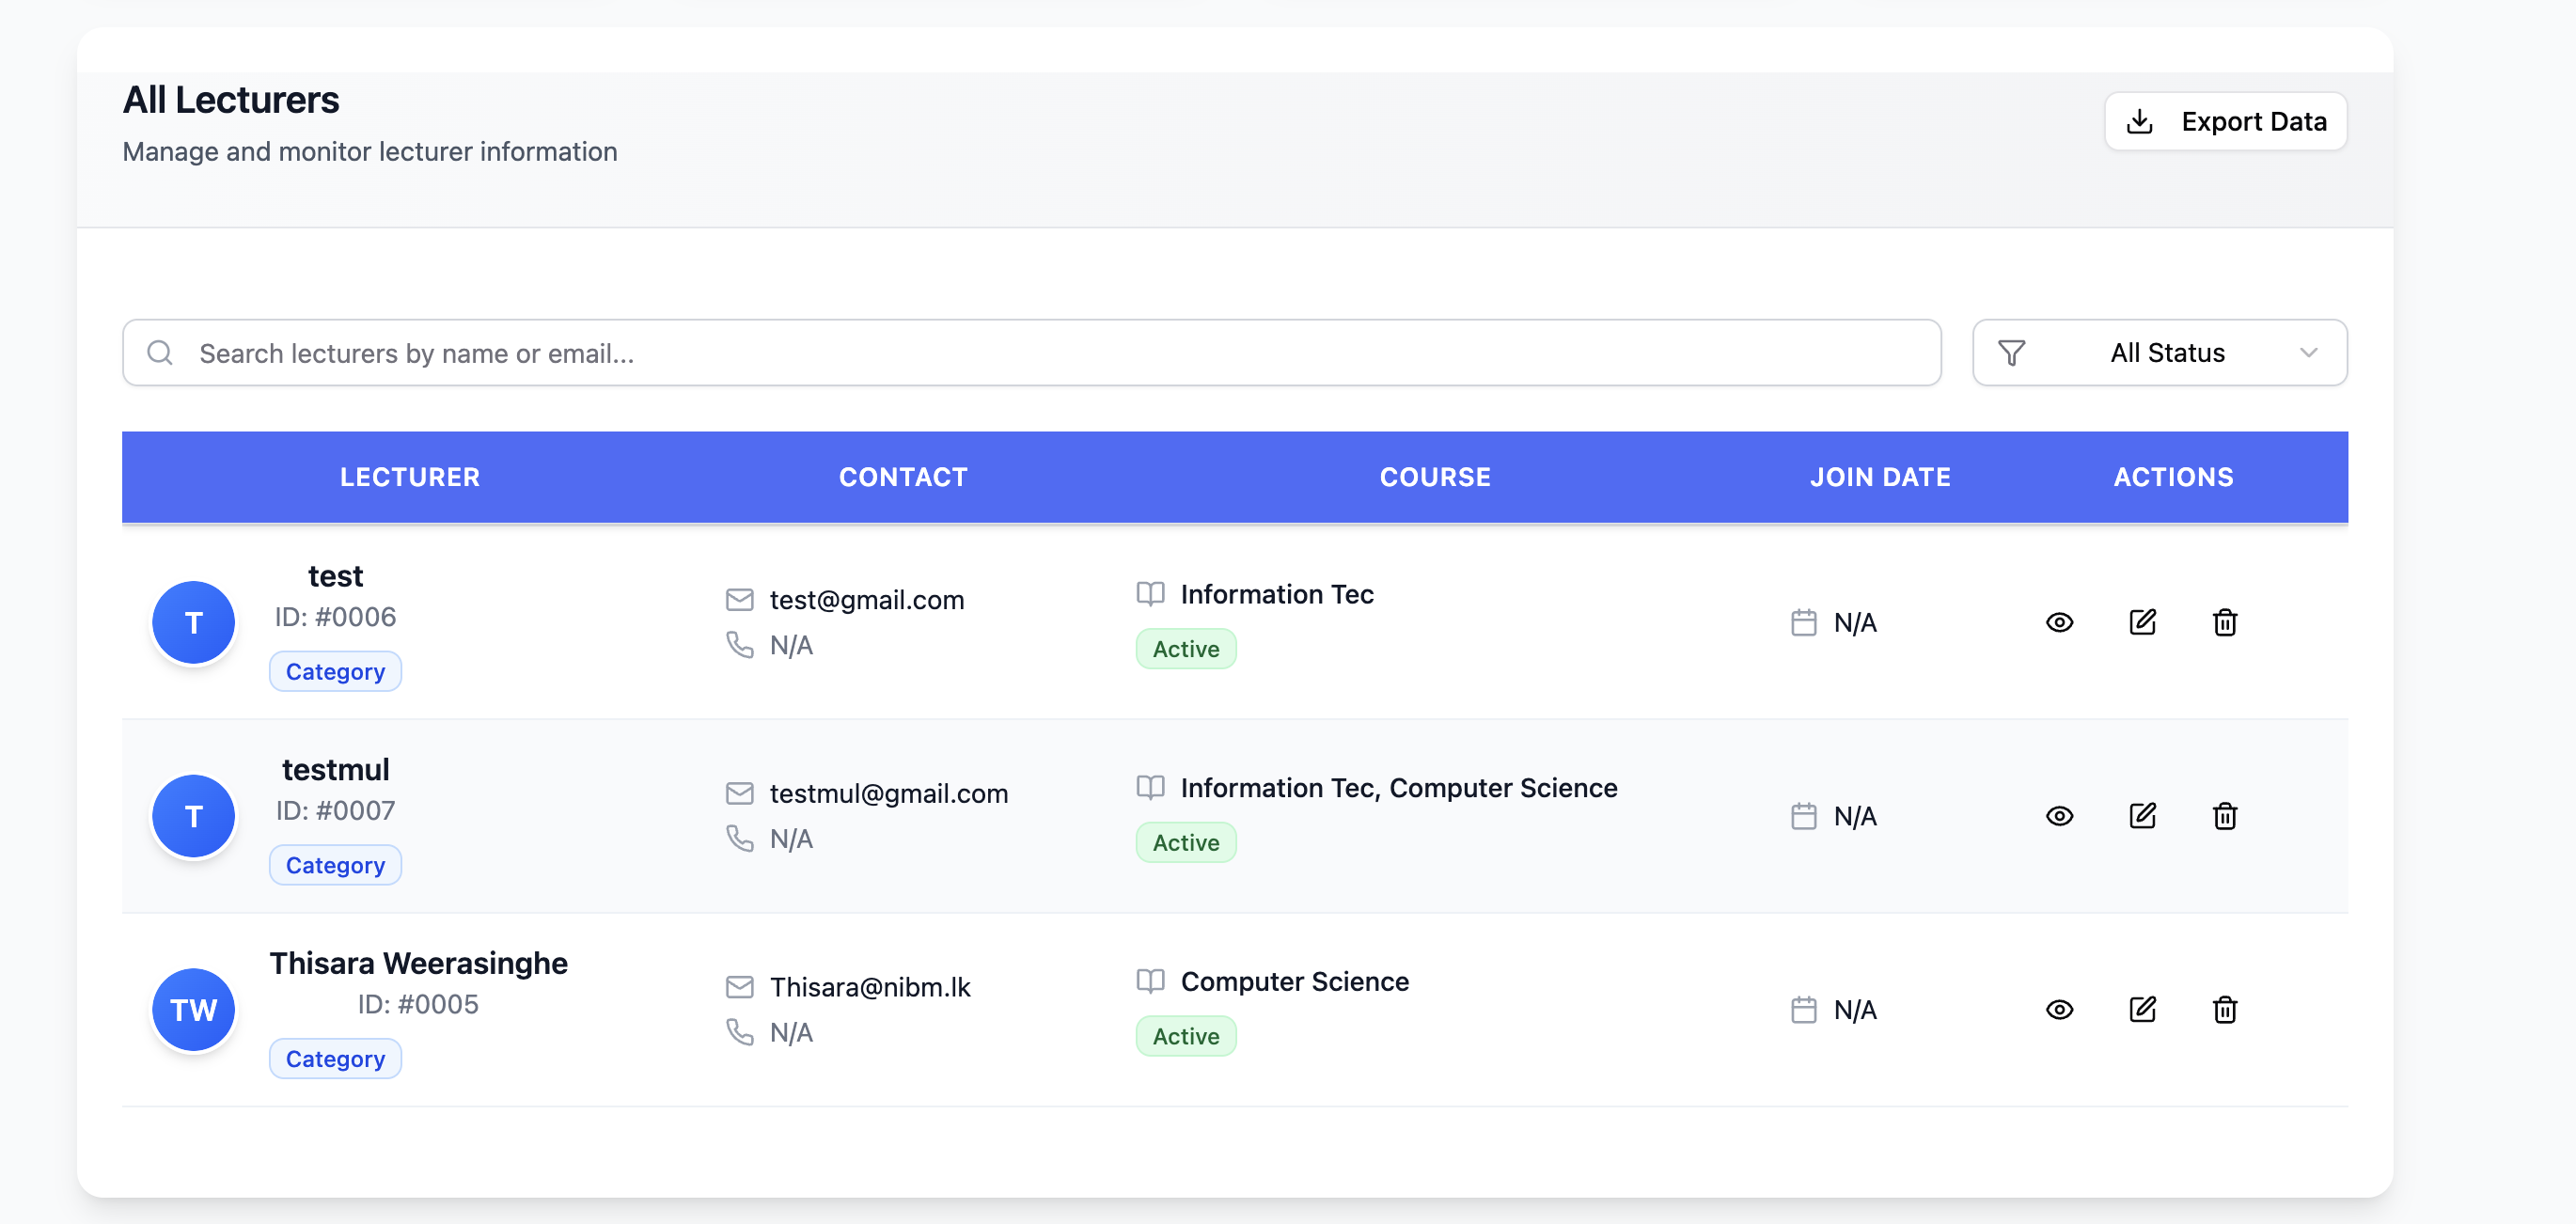 All Lecturers
Manage and monitor lecturer information
Export Data
Search lecturers by name or email...
All Status
LECTURER CONTACT COURSE JOIN DATE ACTIONS
T
test
ID: #0006
Category
test@gmail.com
N/A
Information Tec
Active
N/A
T
testmul
ID: #0007
Category
testmul@gmail.com
N/A
Information Tec, Computer Science
Active
N/A
TW
Thisara Weerasinghe
ID: #0005
Category
Thisara@nibm.lk
N/A
Computer Science
Active
N/A